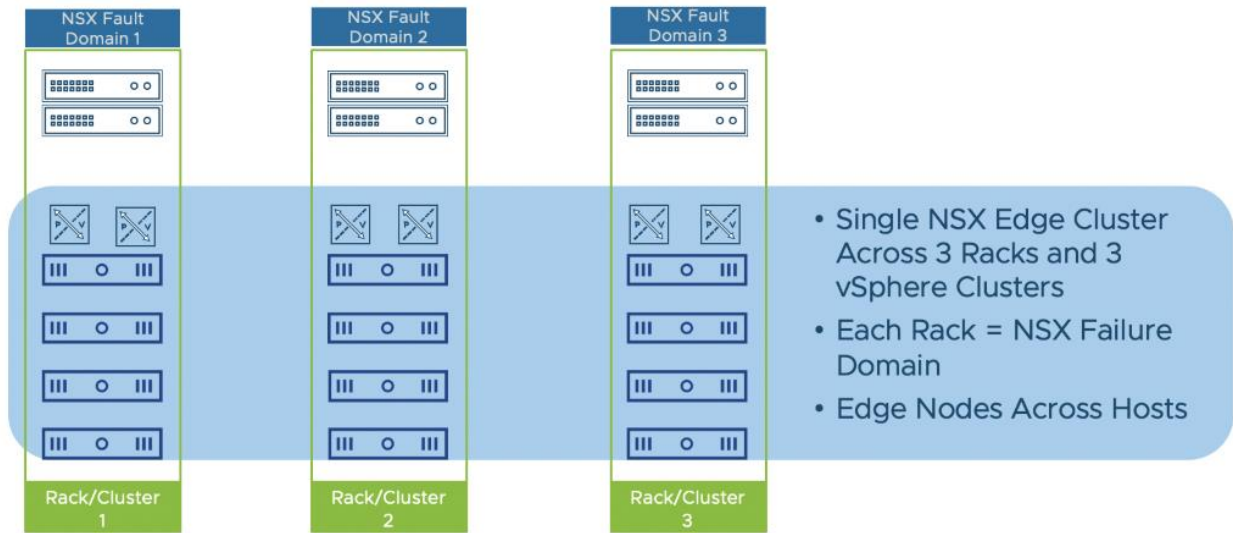 NSX Fault
Domain 1
NSX Fault
Domain 2
NSX Fault
Domain 3
P V
P V
P V
P V
P V
P V
• Single NSX Edge Cluster
Across 3 Racks and 3
vSphere Clusters
• Each Rack = NSX Failure
Domain
• Edge Nodes Across Hosts
Rack/Cluster
1
Rack/Cluster
2
Rack/Cluster
3